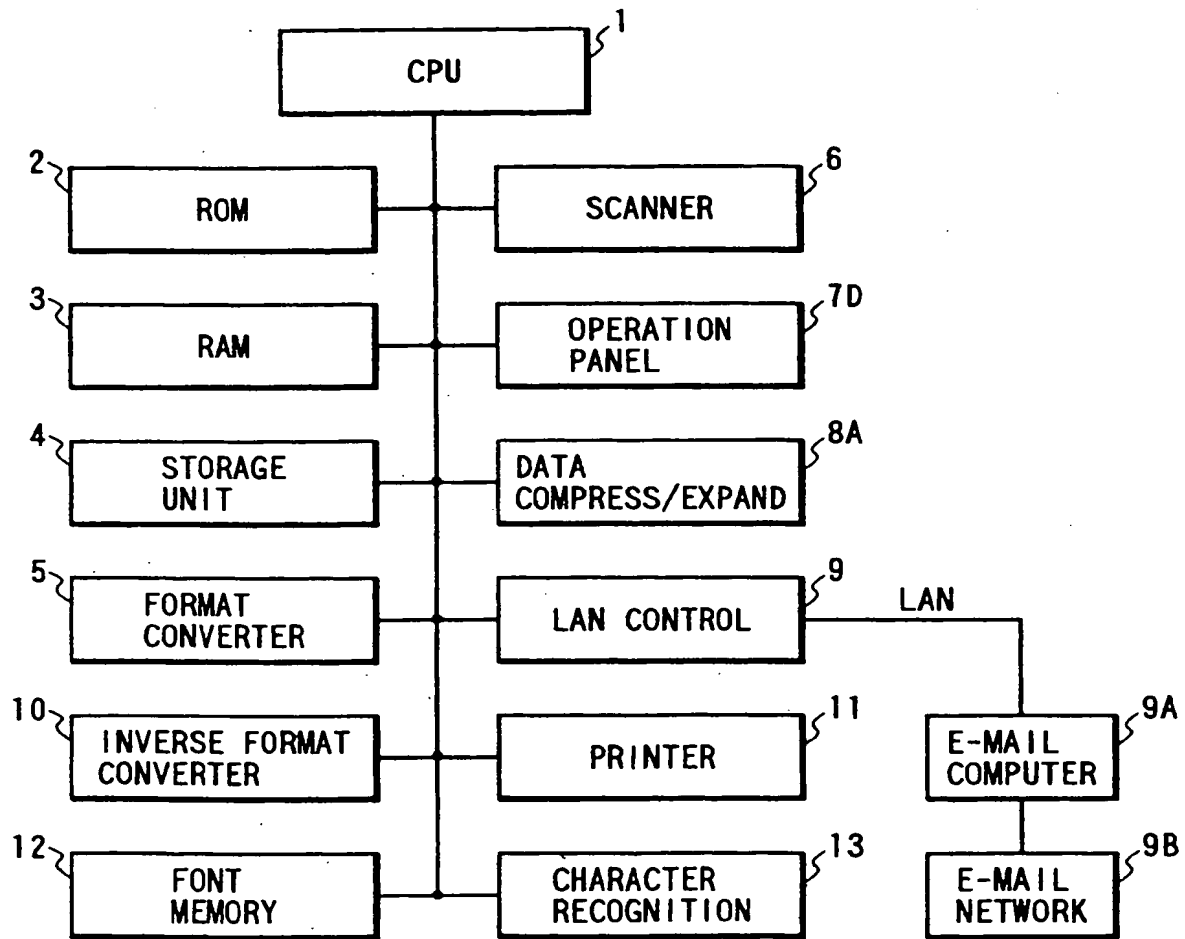 1
CPU
2
ROM
6
SCANNER
3
RAM
7D
OPERATION
PANEL
4
STORAGE
UNIT
8A
DATA
COMPRESS/EXPAND
5
FORMAT
CONVERTER
9
LAN CONTROL
LAN
10
INVERSE FORMAT
CONVERTER
11
PRINTER
9A
E-MAIL
COMPUTER
12
FONT
MEMORY
13
CHARACTER
RECOGNITION
9B
E-MAIL
NETWORK